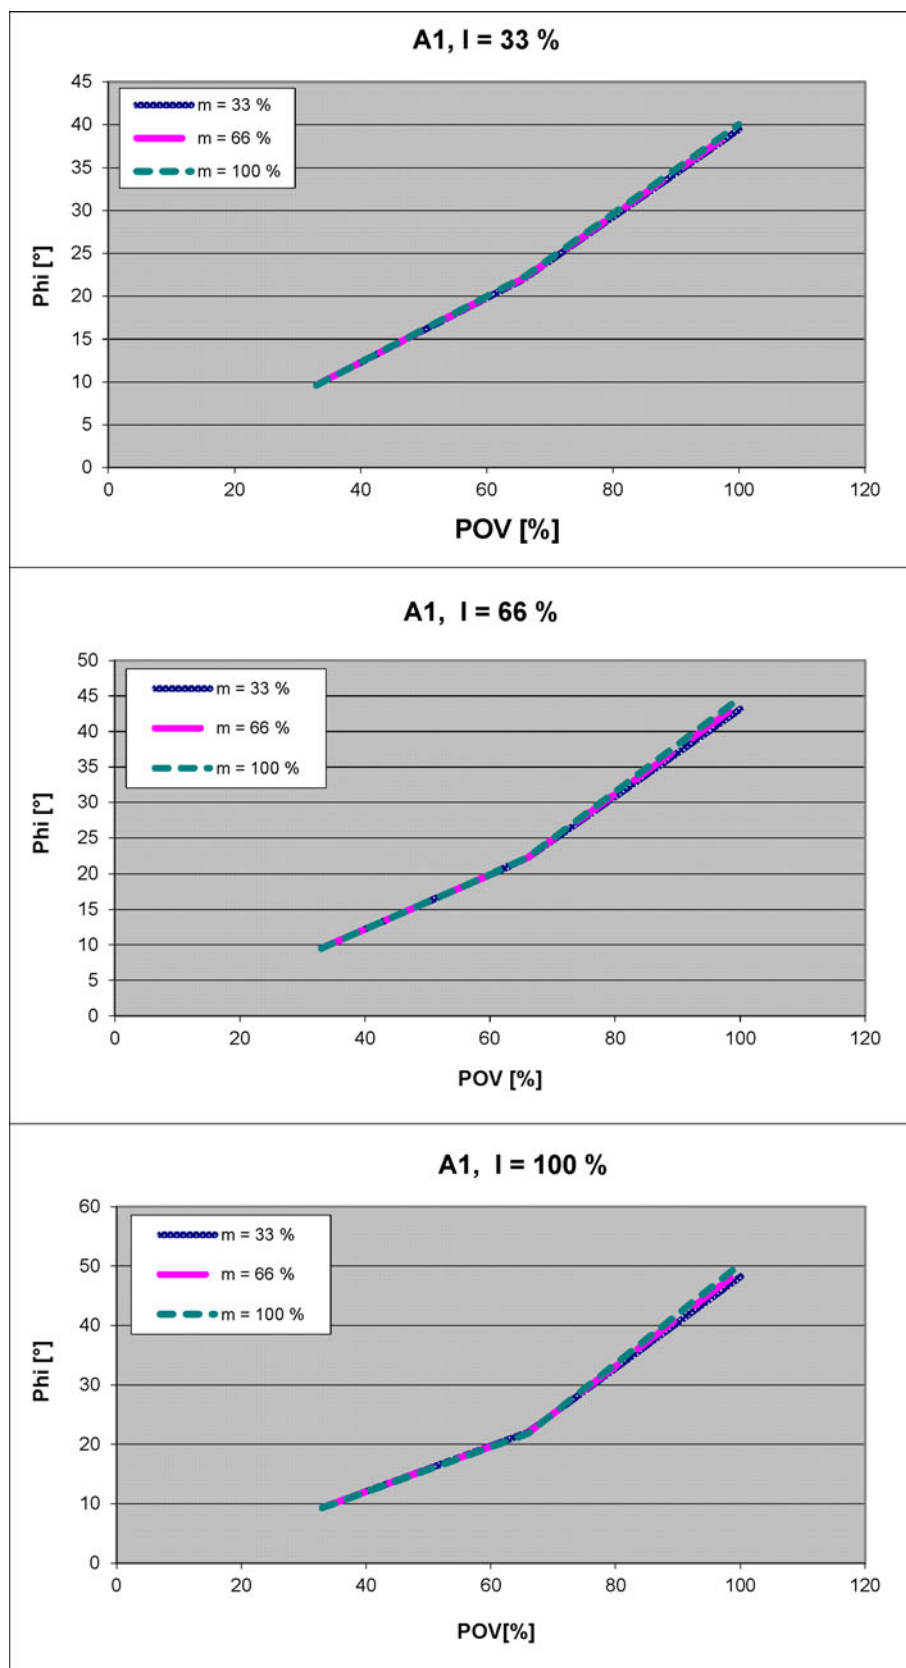 A1, l = 33 %
45
40
35
30
25
20
15
10
5
0
m = 33 %
m = 66 %
m = 100 %
Phi [°]
0 20 40 60 80 100 120
POV [%]
A1, l = 66 %
50
45
40
35
30
25
20
15
10
5
0
m = 33 %
m = 66 %
m = 100 %
Phi [°]
0 20 40 60 80 100 120
POV [%]
A1, l = 100 %
60
50
40
30
20
10
0
m = 33 %
m = 66 %
m = 100 %
Phi [°]
0 20 40 60 80 100 120
POV[%]